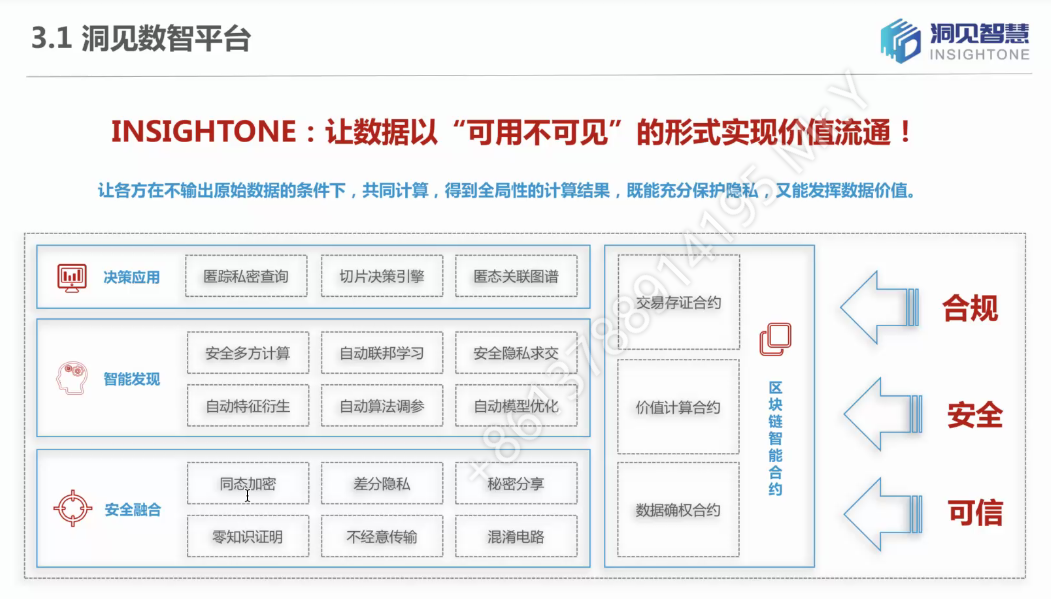 3.1 洞见数智平台
洞见智慧
INSIGHTONE
INSIGHTONE：让数据以“可用不可见”的形式实现价值流通！
让各方在不输出原始数据的条件下，共同计算，得到全局性的计算结果，既能充分保护隐私，又能发挥数据价值。
决策应用
匿踪私密查询
切片决策引擎
匿态关联图谱
智能发现
安全多方计算
自动联邦学习
安全隐私求交
自动特征衍生
自动算法调参
自动模型优化
安全融合
同态加密
差分隐私
秘密分享
零知识证明
不经意传输
混淆电路
交易存证合约
价值计算合约
数据确权合约
区块链智能合约
合规
安全
可信
+8613788914195 Mr.Y